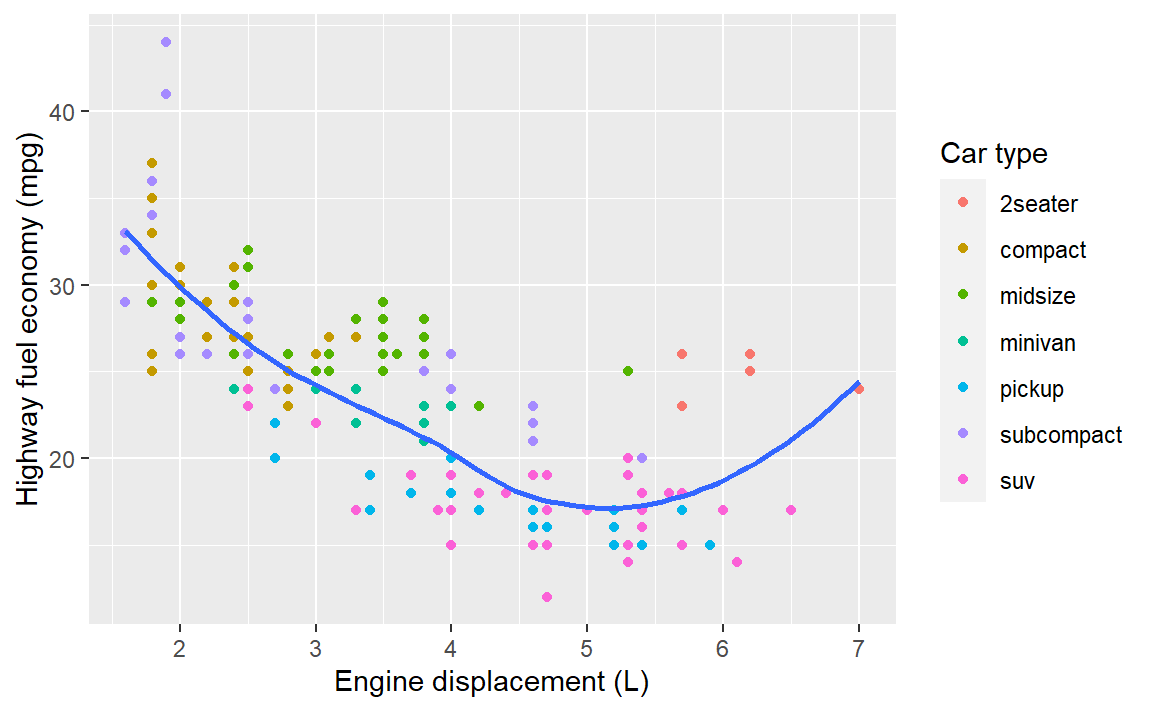 Highway fuel economy (mpg)
40
30
20
2 3 4 5 6 7
Engine displacement (L)
Car type
2seater
compact
midsize
minivan
pickup
subcompact
suv